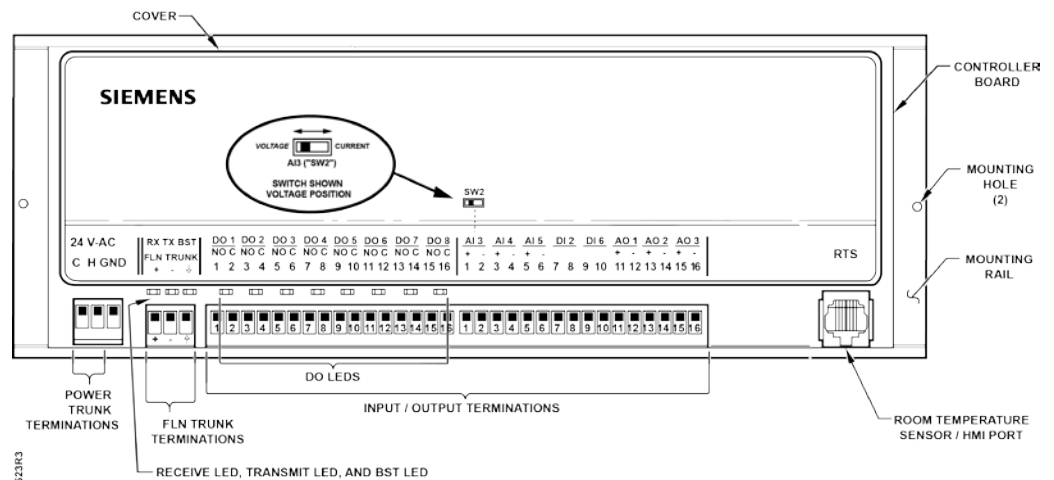 COVER
CONTROLLER
BOARD
SIEMENS
VOLTAGE CURRENT
AI3 ("SW2")
SWITCH SHOWN
VOLTAGE POSITION
SW2
MOUNTING
HOLE
(2)
24 V-AC RX TX BST DO 1 DO 2 DO 3 DO 4 DO 5 DO 6 DO 7 DO 8 AI 3 AI 4 AI 5 DI 2 DI 6 AO 1 AO 2 AO 3
FLN TRUNK NO C NO C NO C NO C NO C NO C NO C NO C + - + - + - + - + - + -
C H GND + - 1 2 3 4 5 6 7 8 9 10 11 12 13 14 15 16 1 2 3 4 5 6 7 8 9 10 11 12 13 14 15 16
RTS
MOUNTING
RAIL
+ - 1 2 3 4 5 6 7 8 9 10 11 12 13 14 15 16 1 2 3 4 5 6 7 8 9 10 11 12 13 14 15 16
DO LEDS
POWER
TRUNK
TERMINATIONS
FLN TRUNK
TERMINATIONS
INPUT / OUTPUT TERMINATIONS
ROOM TEMPERATURE
SENSOR / HMI PORT
RECEIVE LED, TRANSMIT LED, AND BST LED